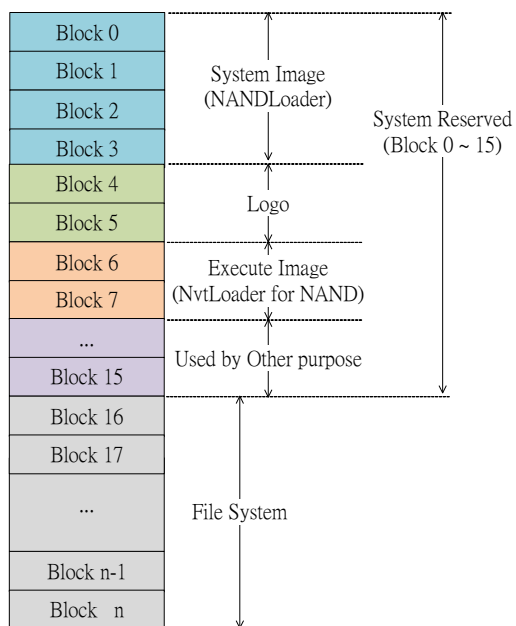 Block 0
Block 1
Block 2
Block 3
Block 4
Block 5
Block 6
Block 7
...
Block 15
Block 16
Block 17
...
Block n-1
Block n
System Image
(NANDLoader)
Logo
Execute Image
(NvtLoader for NAND)
Used by Other purpose
File System
System Reserved
(Block 0 ~ 15)